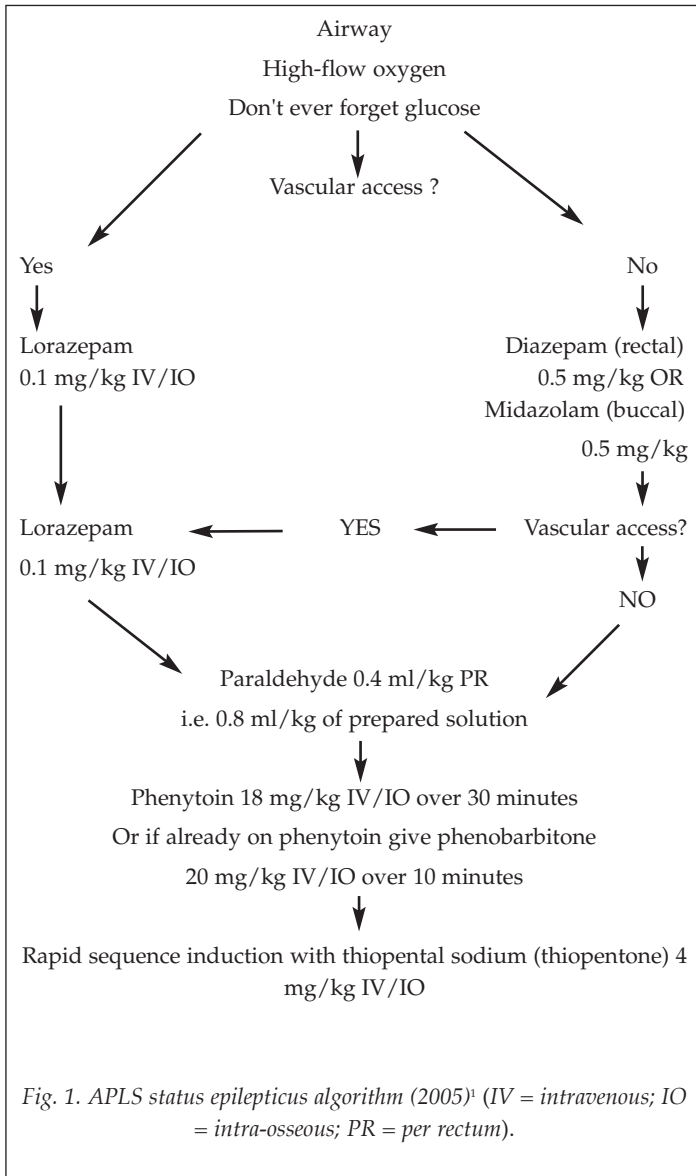 Airway
High-flow oxygen
Don't ever forget glucose
Vascular access ?
Yes
No
Lorazepam
0.1 mg/kg IV/IO
Diazepam (rectal)
0.5 mg/kg OR
Midazolam (buccal)
0.5 mg/kg
Lorazepam
0.1 mg/kg IV/IO
YES
Vascular access?
NO
Paraldehyde 0.4 ml/kg PR
i.e. 0.8 ml/kg of prepared solution
Phenytoin 18 mg/kg IV/IO over 30 minutes
Or if already on phenytoin give phenobarbitone
20 mg/kg IV/IO over 10 minutes
Rapid sequence induction with thiopental sodium (thiopentone) 4
mg/kg IV/IO
Fig. 1. APLS status epilepticus algorithm (2005)¹ (IV = intravenous; IO
= intra-osseous; PR = per rectum).